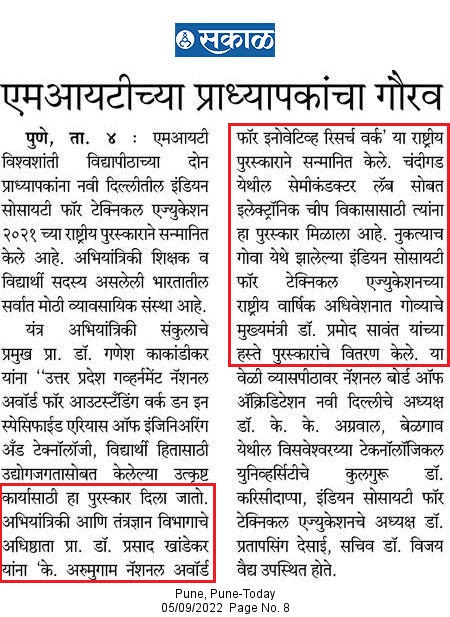 सकाळ
एमआयटीच्या प्राध्यापकांचा गौरव
पुणे, ता. ४ : एमआयटी
विश्वशांती विद्यापीठाच्या दोन
प्राध्यापकांना नवी दिल्लीतील इंडियन
सोसायटी फॉर टेक्निकल एज्युकेशन
२०२१ च्या राष्ट्रीय पुरस्काराने सन्मानित
केले आहे. अभियांत्रिकी शिक्षक व
विद्यार्थी सदस्य असलेली भारतातील
सर्वात मोठी व्यावसायिक संस्था आहे.
यंत्र अभियांत्रिकी संकुलाचे
प्रमुख प्रा. डॉ. गणेश काकांडीकर
यांना ‘‘उत्तर प्रदेश गव्हर्नमेंट नॅशनल
अवॉर्ड फॉर आउटस्टँडिंग वर्क डन इन
स्पेसिफाईड एरियास ऑफ इंजिनिअरिंग
अँड टेक्नॉलॉजी, विद्यार्थी हितासाठी
उद्योगजगतासोबत केलेल्या उत्कृष्ट
कार्यासाठी हा पुरस्कार दिला जातो.
अभियांत्रिकी आणि तंत्रज्ञान विभागाचे
अधिष्ठाता प्रा. डॉ. प्रसाद खांडेकर
यांना ‘के. अरुमुगाम नॅशनल अवॉर्ड
फॉर इनोवेटिव्ह रिसर्च वर्क’ या राष्ट्रीय
पुरस्काराने सन्मानित केले. चंदीगड
येथील सेमीकंडक्टर लॅब सोबत
इलेक्ट्रॉनिक चीप विकासासाठी त्यांना
हा पुरस्कार मिळाला आहे. नुकत्याच
गोवा येथे झालेल्या इंडियन सोसायटी
फॉर टेक्निकल एज्युकेशनच्या
राष्ट्रीय वार्षिक अधिवेशनात गोव्याचे
मुख्यमंत्री डॉ. प्रमोद सावंत यांच्या
हस्ते पुरस्कारांचे वितरण केले. या
वेळी व्यासपीठावर नॅशनल बोर्ड ऑफ
ॲक्रिडिटेशन नवी दिल्लीचे अध्यक्ष
डॉ. के. के. अग्रवाल, बेळगाव
येथील विसवेश्वरय्या टेकनॉलॉजिकल
युनिव्हर्सिटीचे कुलगुरू डॉ.
करिसीदाप्पा, इंडियन सोसायटी फॉर
टेक्निकल एज्युकेशनचे अध्यक्ष डॉ.
प्रतापसिंग देसाई, सचिव डॉ. विजय
वैद्य उपस्थित होते.
Pune, Pune-Today
05/09/2022 Page No. 8